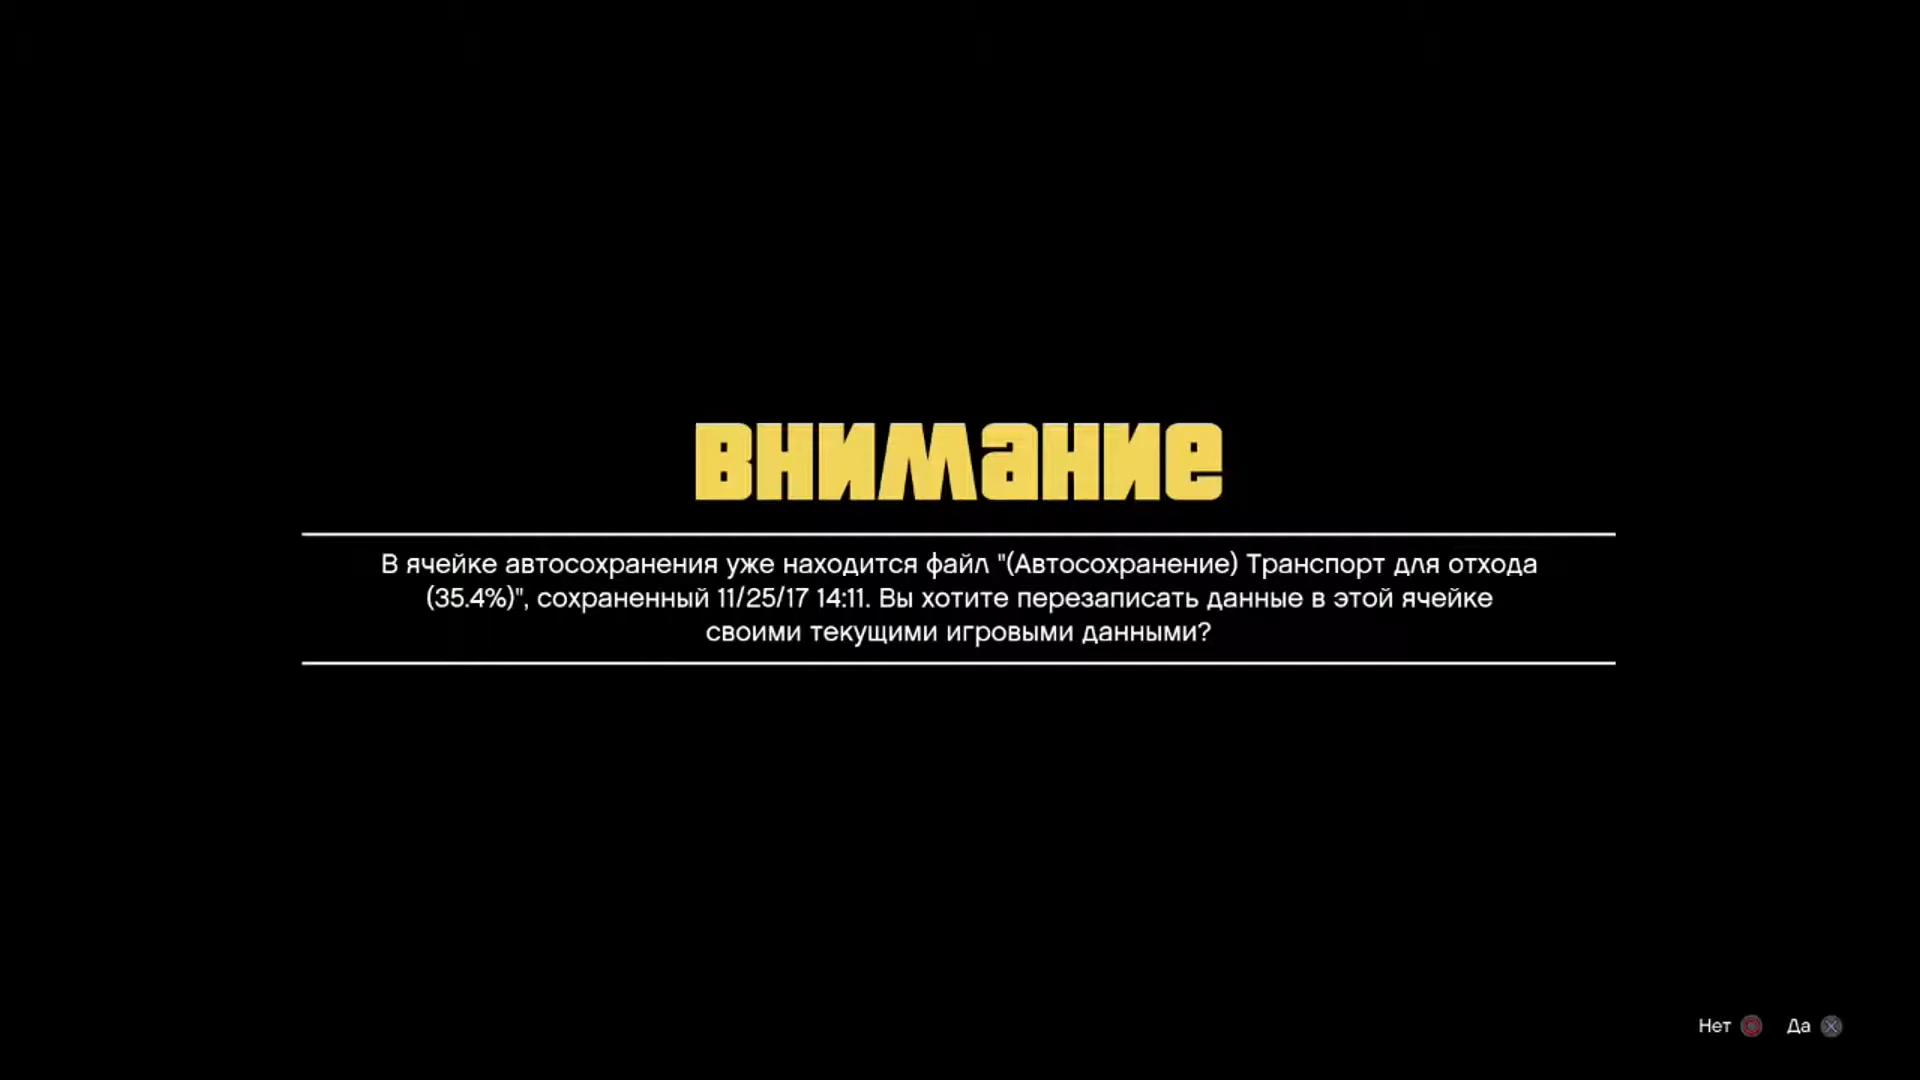 внимание
В ячейке автосохранения уже находится файл "(Автосохранение) Транспорт для отхода
(35.4%)", сохраненный 11/25/17 14:11. Вы хотите перезаписать данные в этой ячейке
своими текущими игровыми данными?
Нет Да